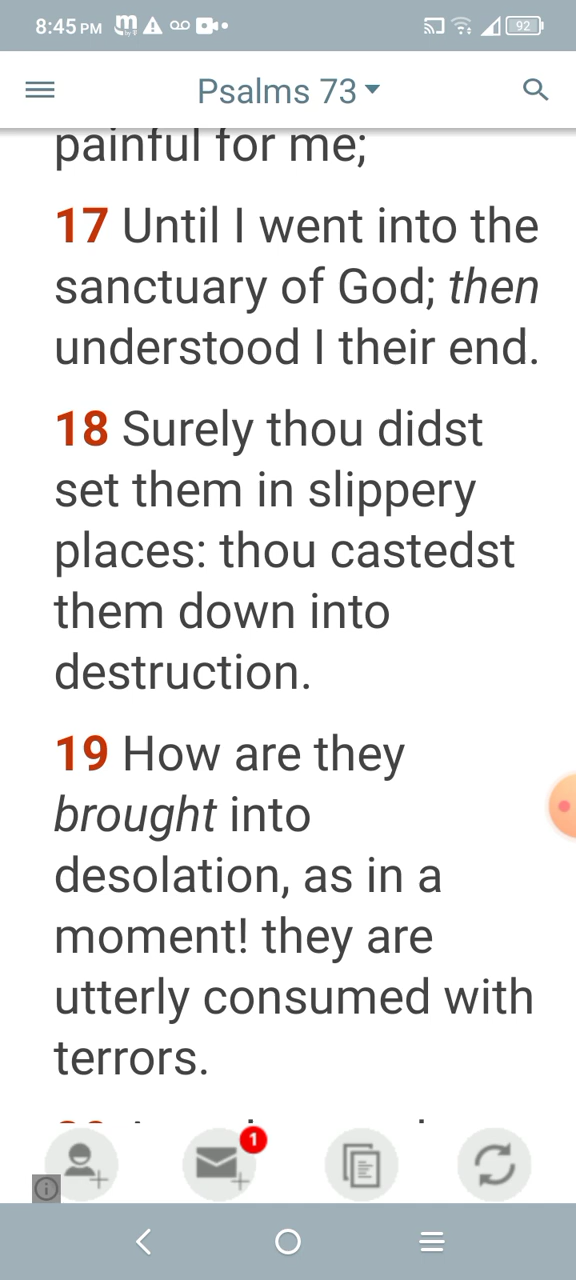 8:45 PM 92
Psalms 73
painful for me;
17 Until I went into the
sanctuary of God; then
understood I their end.
18 Surely thou didst
set them in slippery
places: thou castedst
them down into
destruction.
19 How are they
brought into
desolation, as in a
moment! they are
utterly consumed with
terrors.
1